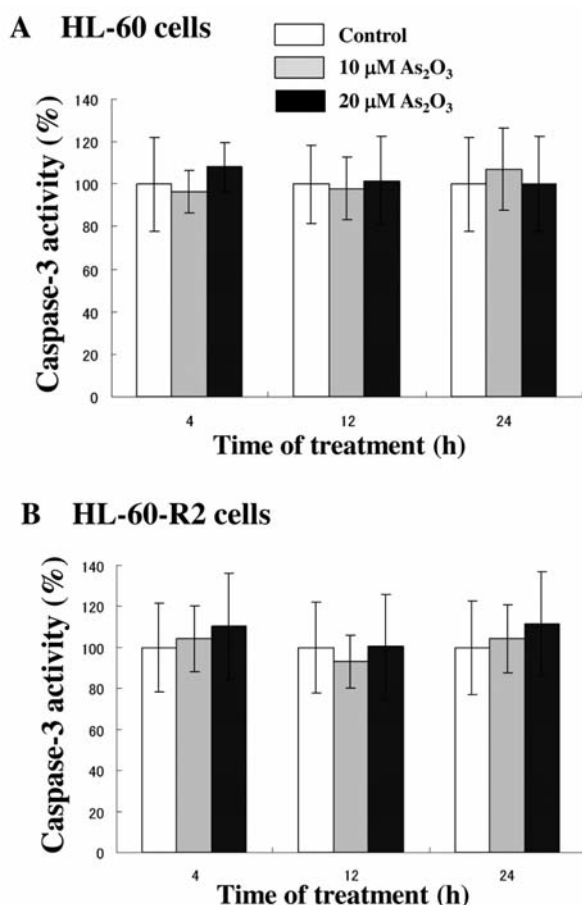 A HL-60 cells
Control
10 μM As₂O₃
20 μM As₂O₃
Caspase-3 activity (%)
140
120
100
80
60
40
20
0
4 12 24
Time of treatment (h)
B HL-60-R2 cells
Caspase-3 activity (%)
140
120
100
80
60
40
20
0
4 12 24
Time of treatment (h)